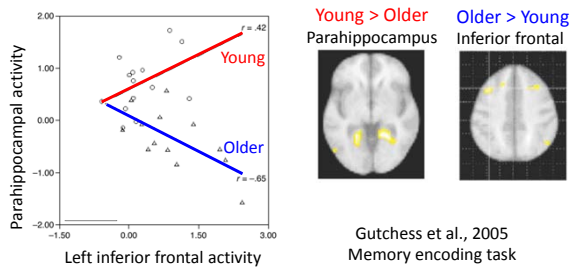 Young > Older
Parahippocampus
Older > Young
Inferior frontal
Parahippocampal activity
2.00
1.00
0.00
-1.00
-2.00
-1.50
0.00
1.50
3.00
r = .42
Young
Older
r = -.65
Left inferior frontal activity
Gutchess et al., 2005
Memory encoding task